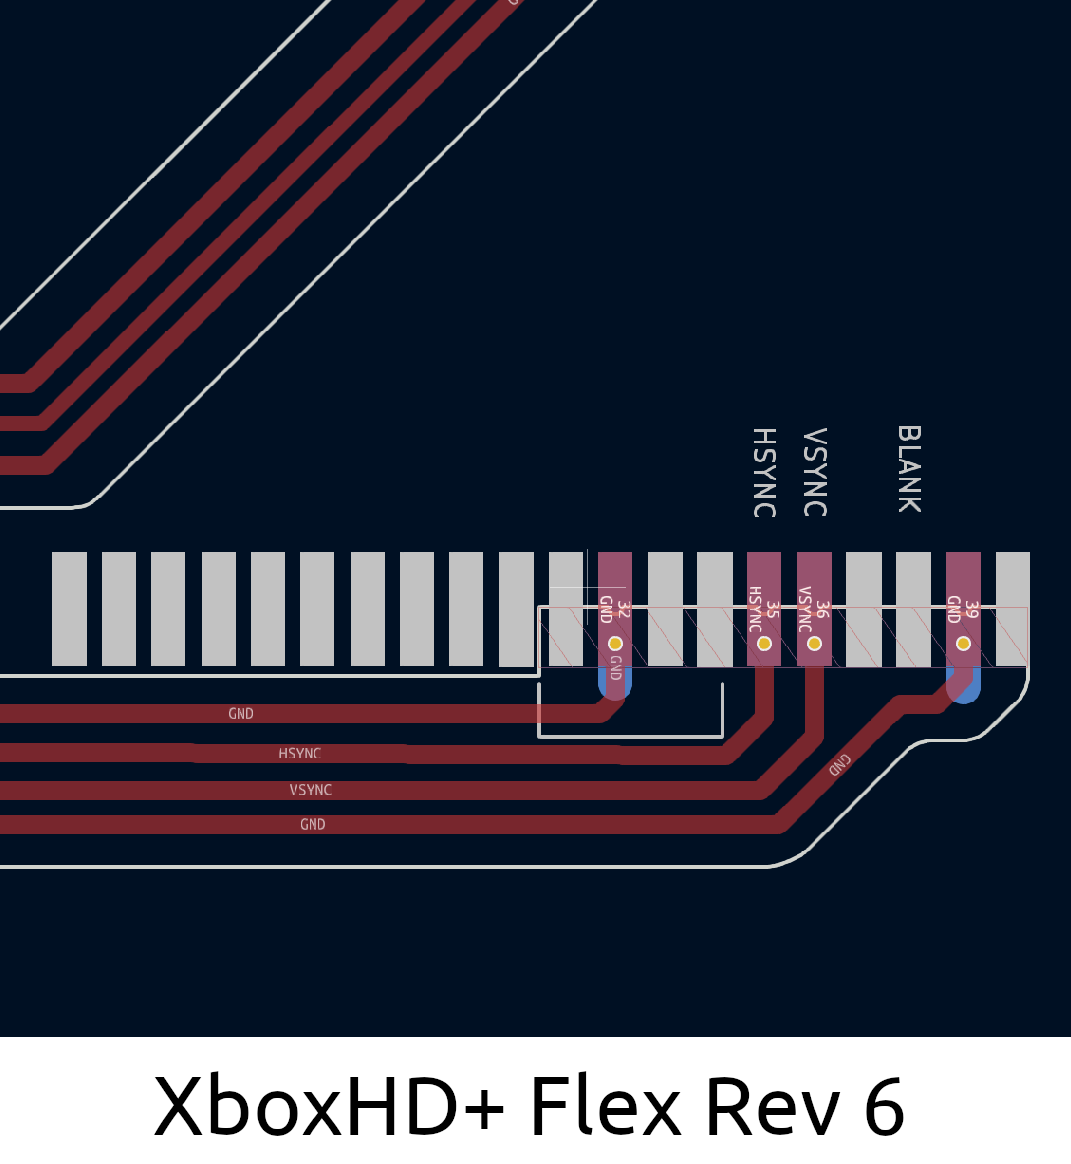 HSYNC
VSYNC
BLANK
32
GND
GND
35
HSYNC
36
VSYNC
39
GND
GND
HSYNC
VSYNC
GND
GND
XboxHD+ Flex Rev 6